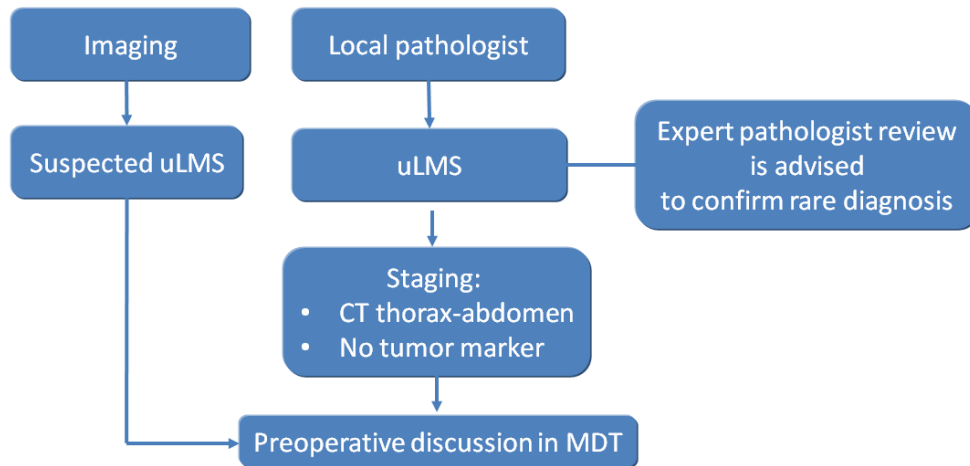 Imaging
Local pathologist
Suspected uLMS
uLMS
Expert pathologist review
is advised
to confirm rare diagnosis
Staging:
• CT thorax-abdomen
• No tumor marker
Preoperative discussion in MDT